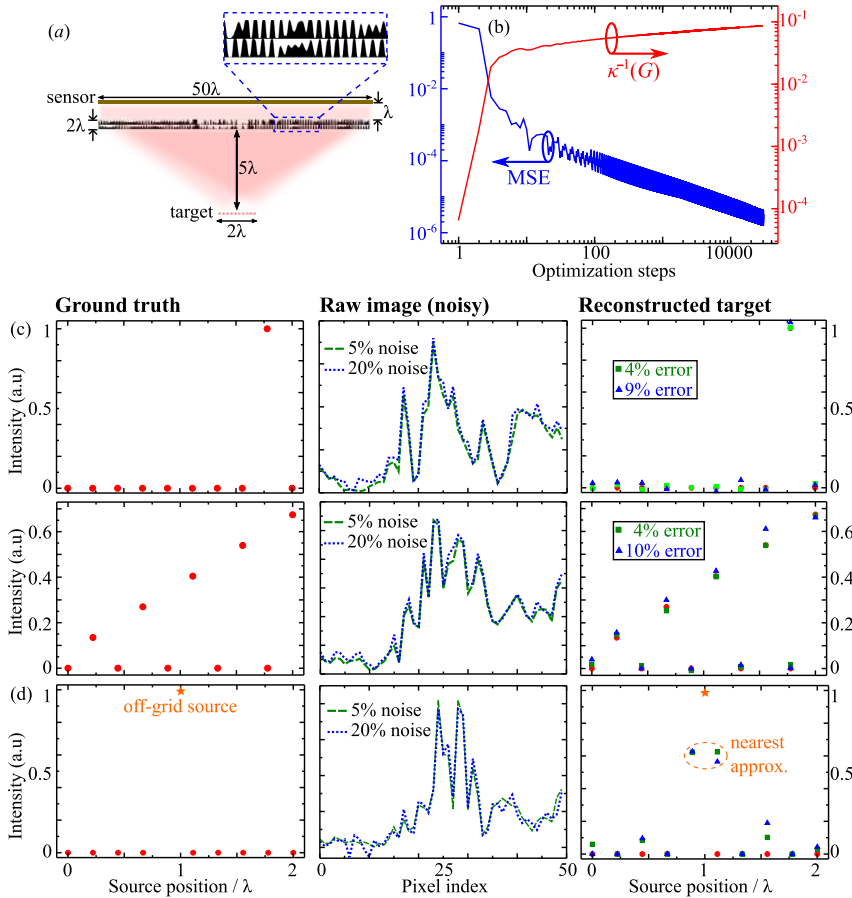 (a)
50λ
sensor
λ
2λ
5λ
target
2λ
(b)
1
10⁻²
10⁻⁴
10⁻⁶
10⁻¹
10⁻²
10⁻³
10⁻⁴
κ⁻¹(G)
MSE
1 100 10000
Optimization steps
Ground truth Raw image (noisy) Reconstructed target
(c)
Intensity (a.u)
1
0.5
0
5% noise
20% noise
4% error
9% error
1
0.5
0
Intensity (a.u)
0.6
0.4
0.2
0
5% noise
20% noise
4% error
10% error
0.6
0.4
0.2
0
(d)
Intensity (a.u)
1
0.5
0
off-grid source
5% noise
20% noise
nearest
approx.
1
0.5
0
0 1 2 0 25 50 0 1 2
Source position / λ Pixel index Source position / λ